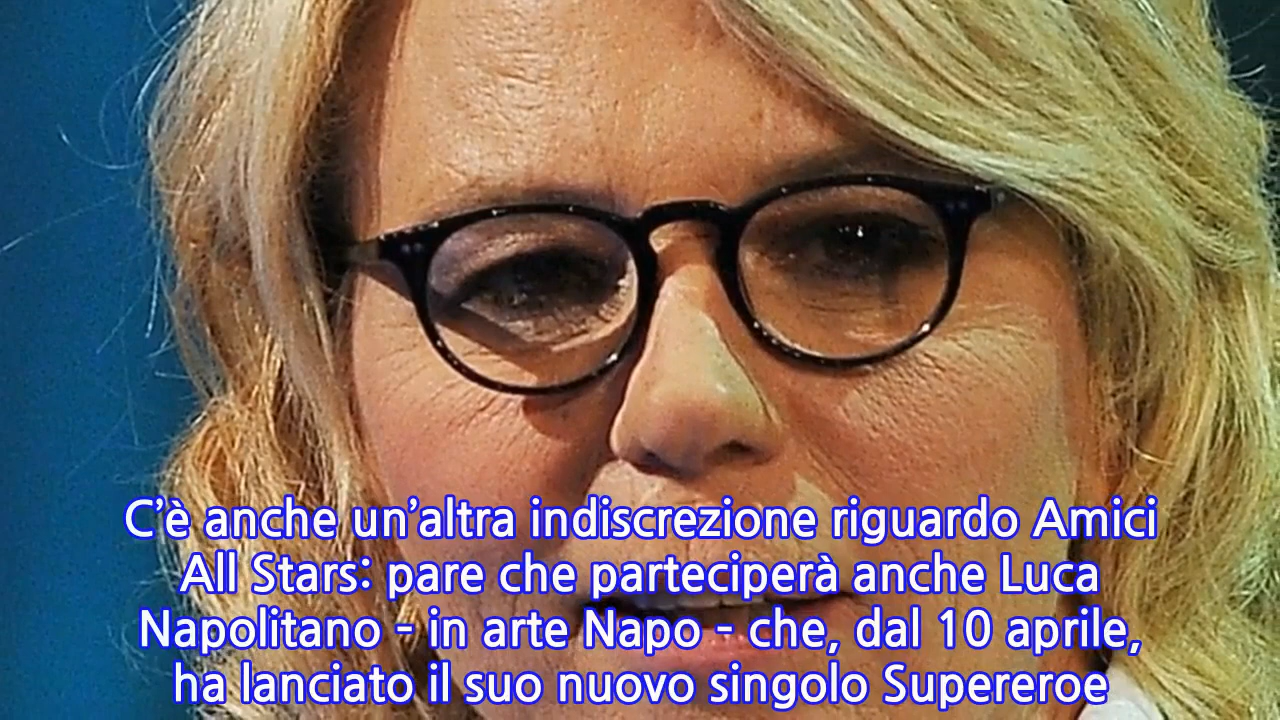 C’è anche un’altra indiscrezione riguardo Amici
All Stars: pare che parteciperà anche Luca
Napolitano - in arte Napo - che, dal 10 aprile,
ha lanciato il suo nuovo singolo Supereroe